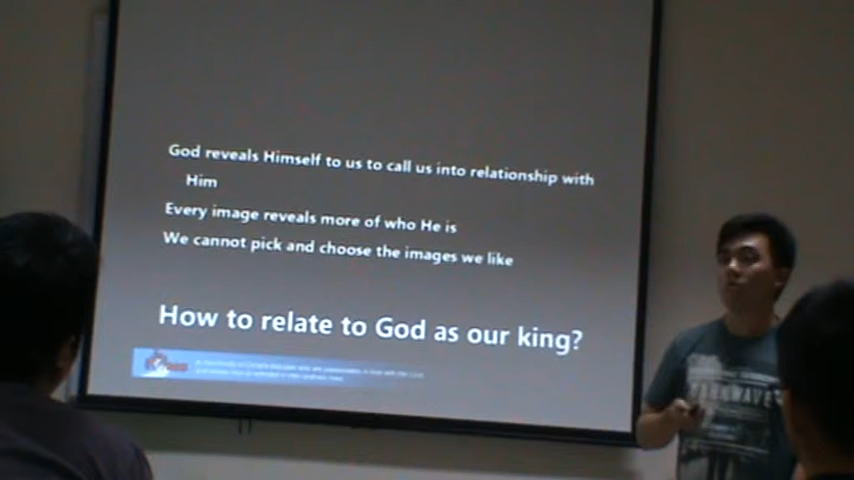 God reveals Himself to us to call us into relationship with
Him
Every image reveals more of who He is
We cannot pick and choose the images we like
How to relate to God as our king?